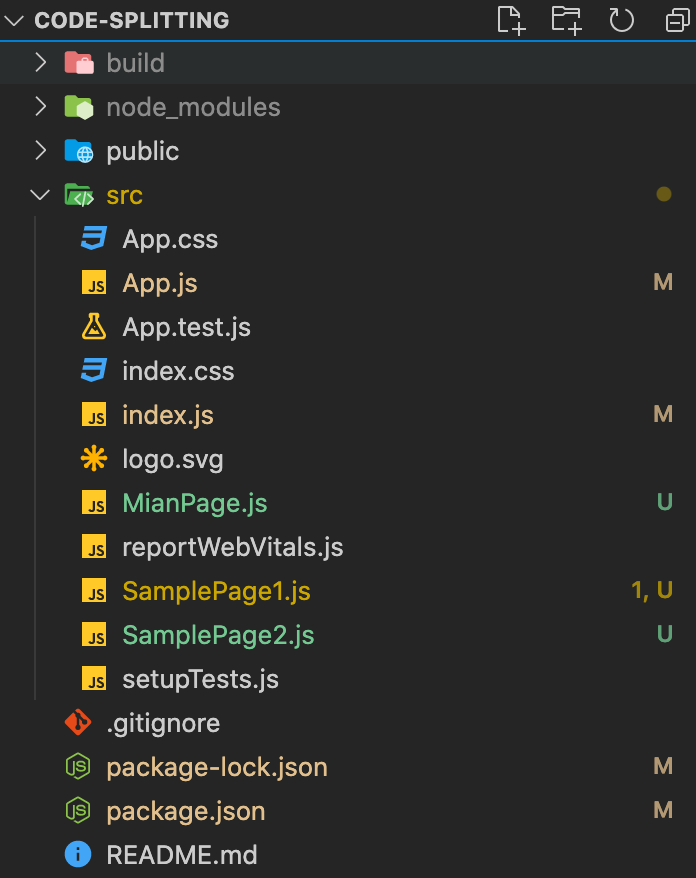 CODE-SPLITTING
build
node_modules
public
src
App.css
JS App.js M
App.test.js
index.css
JS index.js M
logo.svg
JS MianPage.js U
JS reportWebVitals.js
JS SamplePage1.js 1, U
JS SamplePage2.js U
JS setupTests.js
.gitignore
JS package-lock.json M
JS package.json M
i README.md